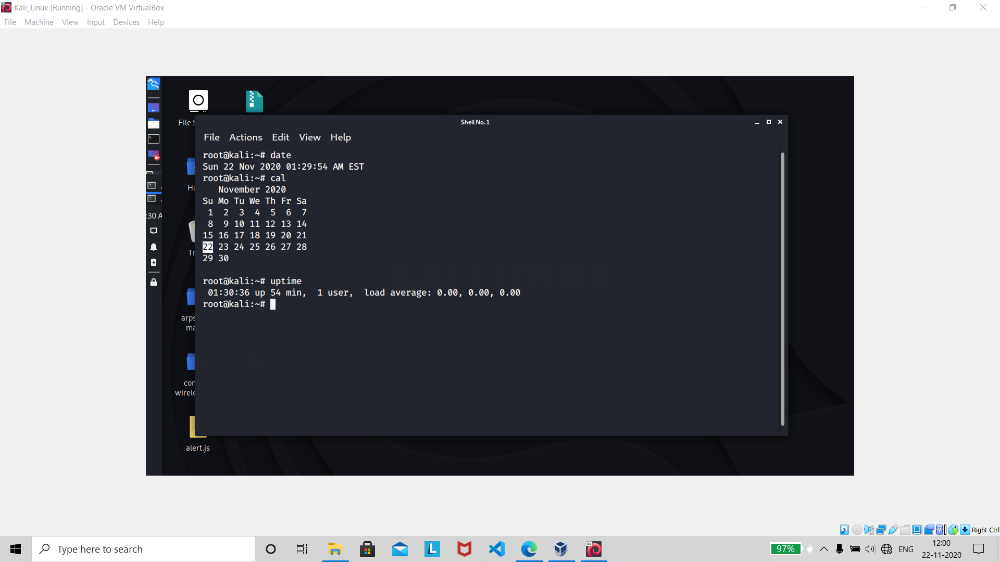 Kali_Linux [Running] - Oracle VM VirtualBox
File Machine View Input Devices Help
File S
Shell No. 1
File Actions Edit View Help
root@kali:~# date
Sun 22 Nov 2020 01:29:54 AM EST
root@kali:~# cal
November 2020
Su Mo Tu We Th Fr Sa
1 2 3 4 5 6 7
8 9 10 11 12 13 14
15 16 17 18 19 20 21
22 23 24 25 26 27 28
29 30
root@kali:~# uptime
01:30:36 up 54 min, 1 user, load average: 0.00, 0.00, 0.00
root@kali:~#
Ho
:30 A
Tr
arps
ma
con
wirele
alert.js
Right Ctrl
Type here to search
L
64
97%
ENG
12:00
22-11-2020